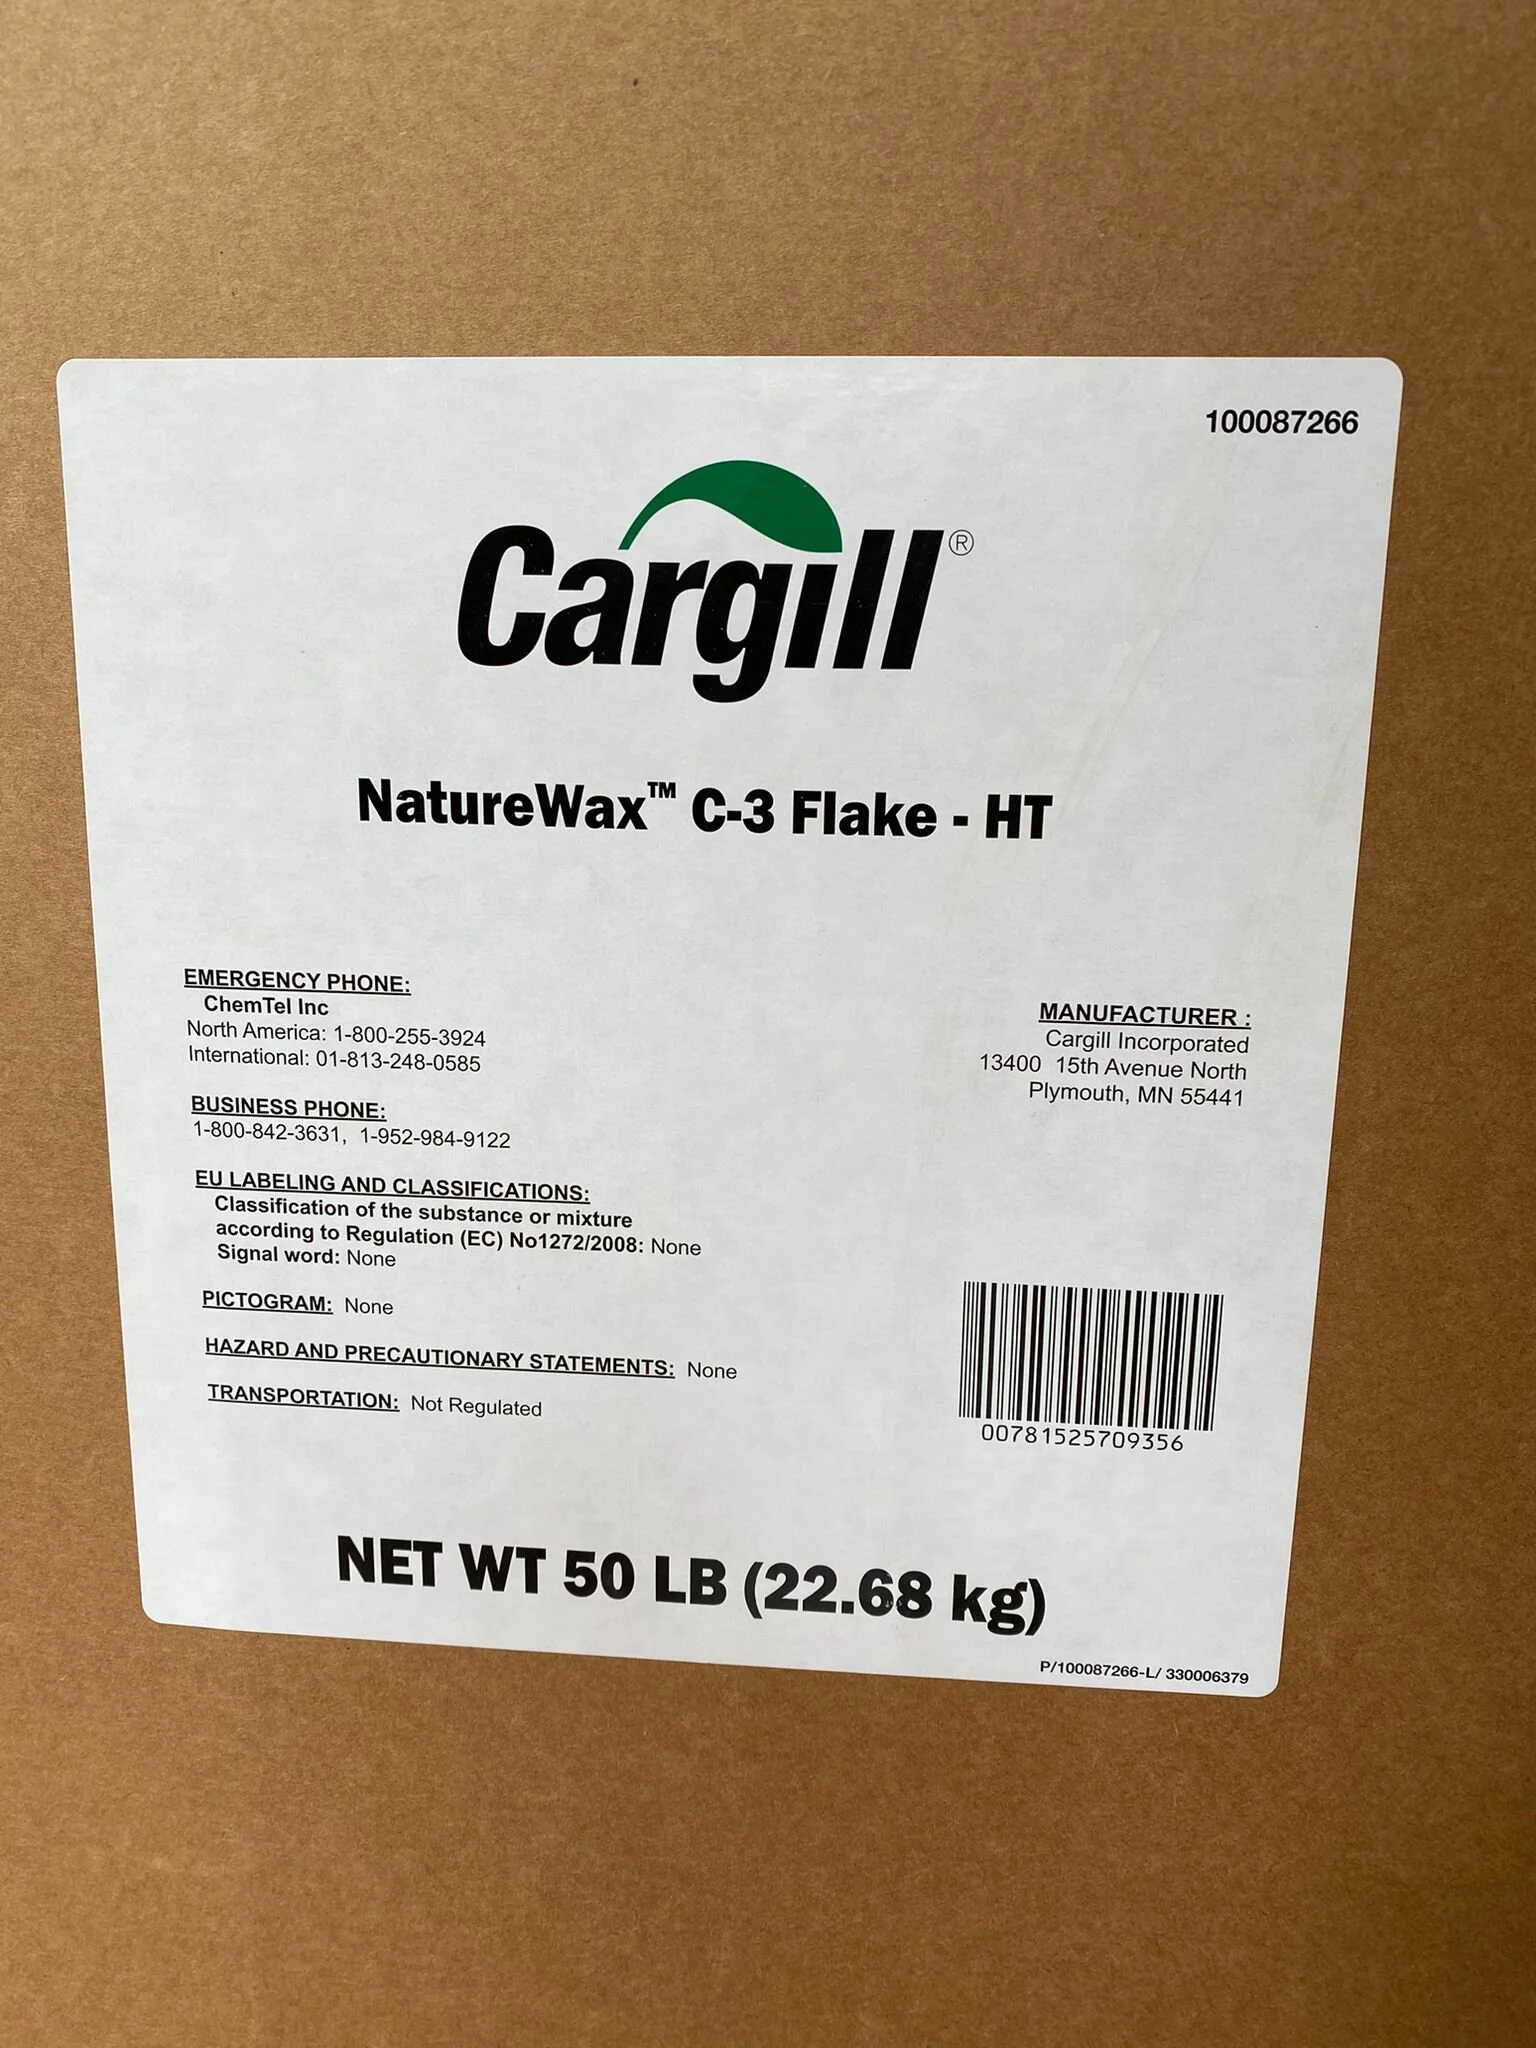 100087266
Cargill®
NatureWax™ C-3 Flake - HT
EMERGENCY PHONE:
ChemTel Inc
North America: 1-800-255-3924
International: 01-813-248-0585
BUSINESS PHONE:
1-800-842-3631, 1-952-984-9122
EU LABELING AND CLASSIFICATIONS:
Classification of the substance or mixture
according to Regulation (EC) No1272/2008: None
Signal word: None
PICTOGRAM: None
HAZARD AND PRECAUTIONARY STATEMENTS: None
TRANSPORTATION: Not Regulated
MANUFACTURER :
Cargill Incorporated
13400 15th Avenue North
Plymouth, MN 55441
00781525709356
NET WT 50 LB (22.68 kg)
P/100087266-L/ 330006379